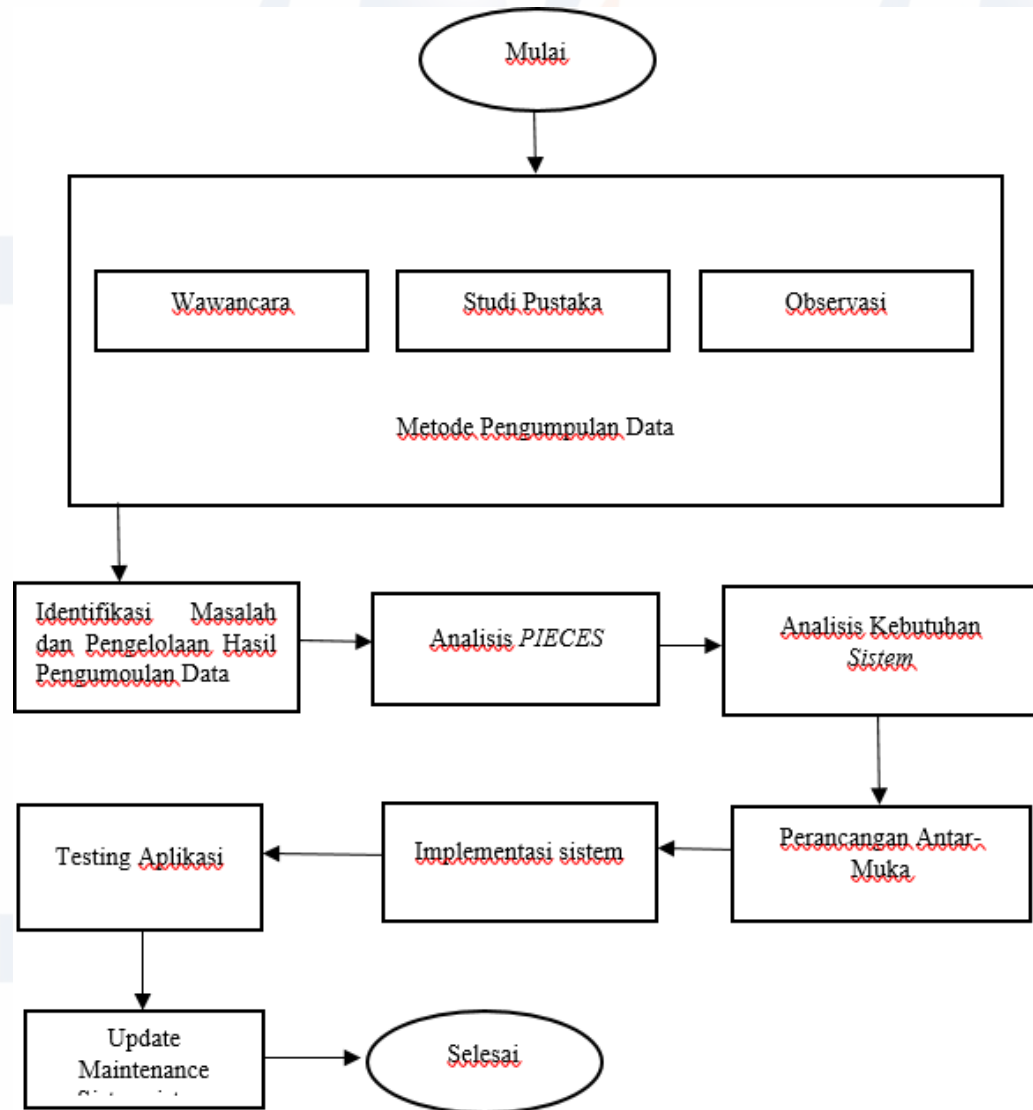 Mulai
Wawancara
Studi Pustaka
Observasi
Metode Pengumpulan Data
Identifikasi Masalah
dan Pengelolaan Hasil
Pengumoulan Data
Analisis PIECES
Analisis Kebutuhan
Sistem
Perancangan Antar-
Muka
Implementasi sistem
Testing Aplikasi
Update
Maintenance
Selesai